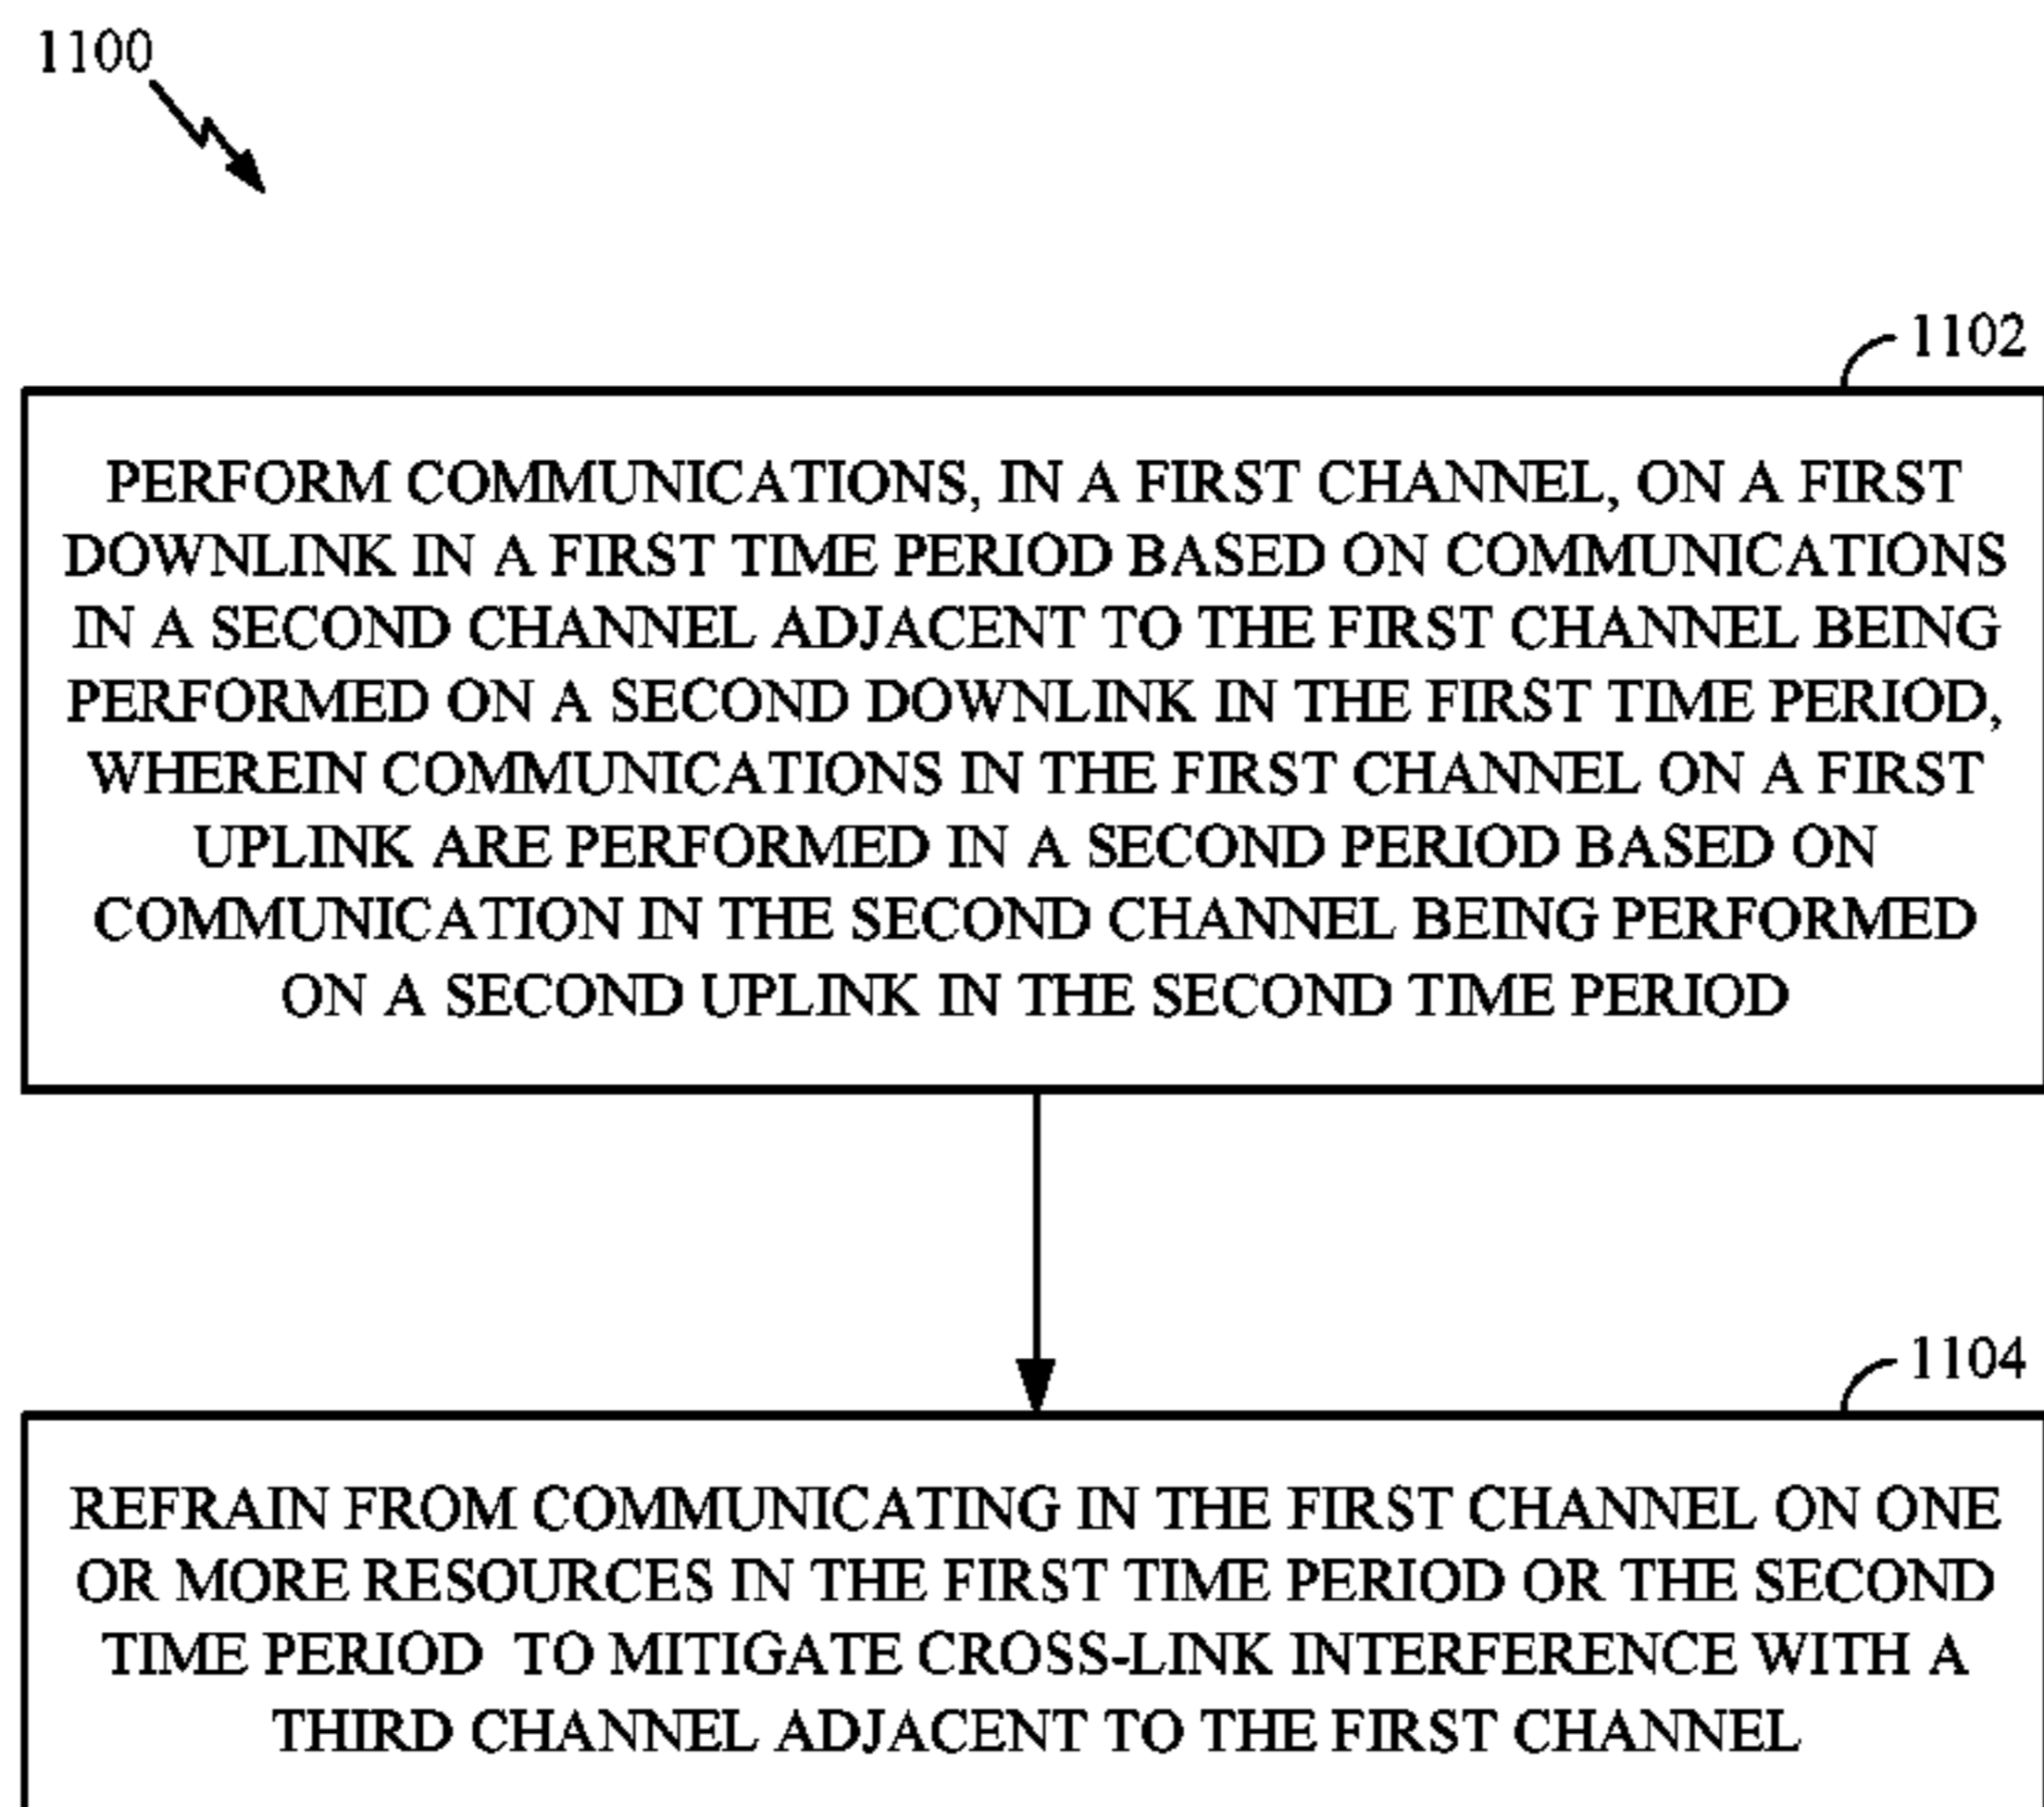 1100
1102
PERFORM COMMUNICATIONS, IN A FIRST CHANNEL, ON A FIRST
DOWNLINK IN A FIRST TIME PERIOD BASED ON COMMUNICATIONS
IN A SECOND CHANNEL ADJACENT TO THE FIRST CHANNEL BEING
PERFORMED ON A SECOND DOWNLINK IN THE FIRST TIME PERIOD,
WHEREIN COMMUNICATIONS IN THE FIRST CHANNEL ON A FIRST
UPLINK ARE PERFORMED IN A SECOND PERIOD BASED ON
COMMUNICATION IN THE SECOND CHANNEL BEING PERFORMED
ON A SECOND UPLINK IN THE SECOND TIME PERIOD
1104
REFRAIN FROM COMMUNICATING IN THE FIRST CHANNEL ON ONE
OR MORE RESOURCES IN THE FIRST TIME PERIOD OR THE SECOND
TIME PERIOD TO MITIGATE CROSS-LINK INTERFERENCE WITH A
THIRD CHANNEL ADJACENT TO THE FIRST CHANNEL